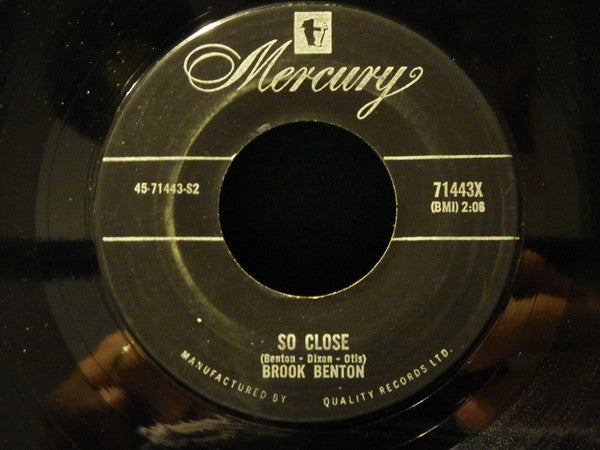 Mercury
45-71443-S2
71443X
(BMI) 2:06
SO CLOSE
(Benton - Dixon - Otis)
BROOK BENTON
MANUFACTURED BY QUALITY RECORDS LTD.